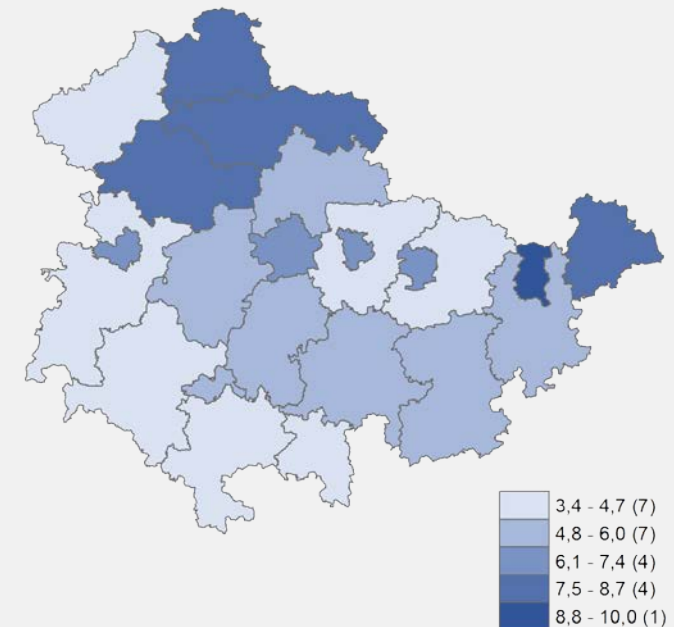 3,4 - 4,7 (7)
4,8 - 6,0 (7)
6,1 - 7,4 (4)
7,5 - 8,7 (4)
8,8 - 10,0 (1)